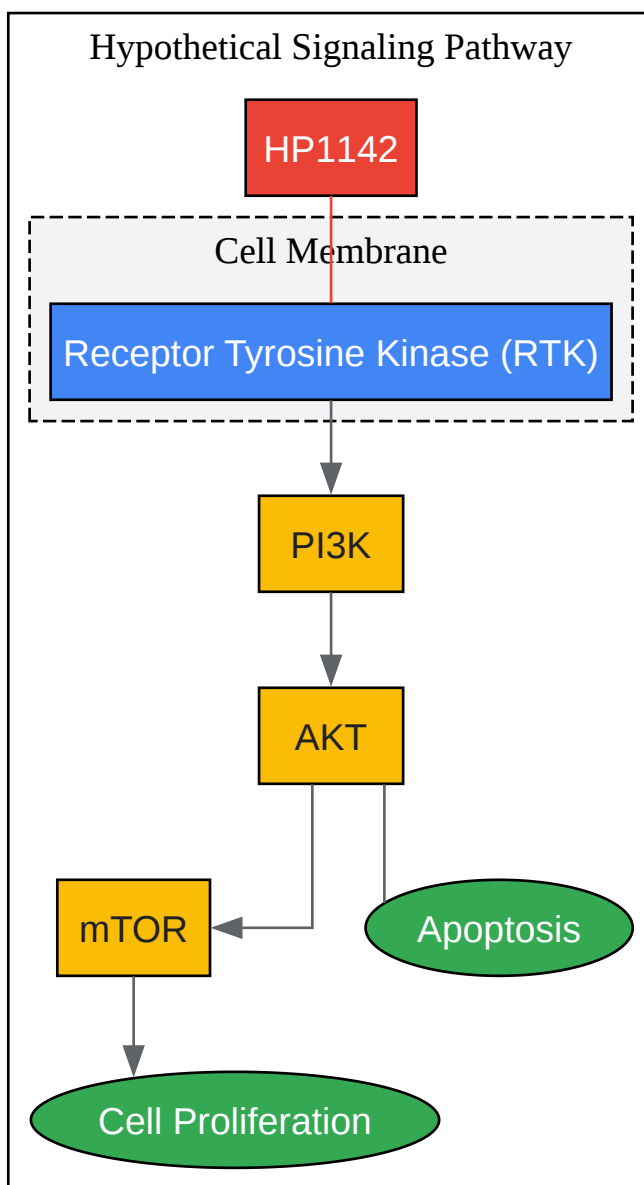 Hypothetical Signaling Pathway
HP1142
Cell Membrane
Receptor Tyrosine Kinase (RTK)
PI3K
AKT
mTOR
Apoptosis
Cell Proliferation